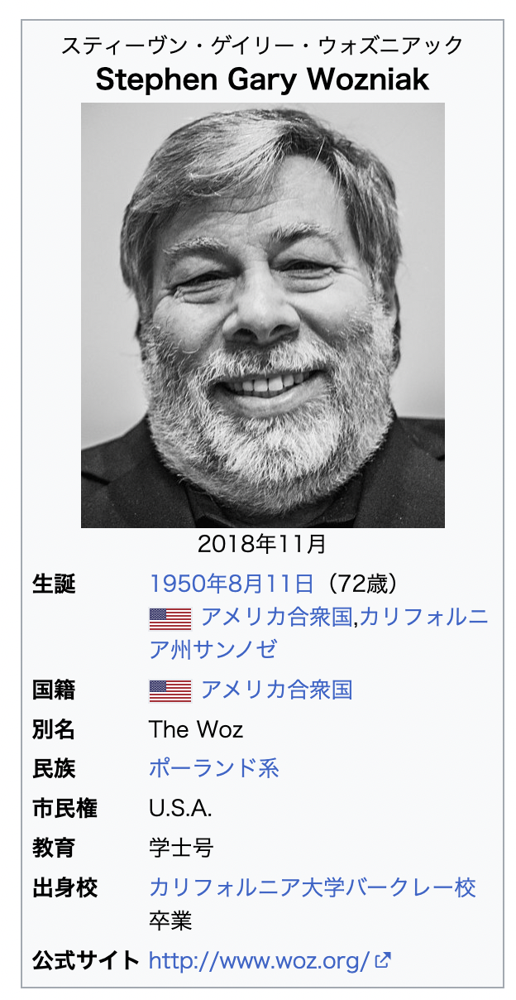 スティーヴン・ゲイリー・ウォズニアック
Stephen Gary Wozniak
2018年11月
生誕 1950年8月11日（72歳）
アメリカ合衆国,カリフォルニ
ア州サンノゼ
国籍 アメリカ合衆国
別名 The Woz
民族 ポーランド系
市民権 U.S.A.
教育 学士号
出身校 カリフォルニア大学バークレー校
卒業
公式サイト http://www.woz.org/